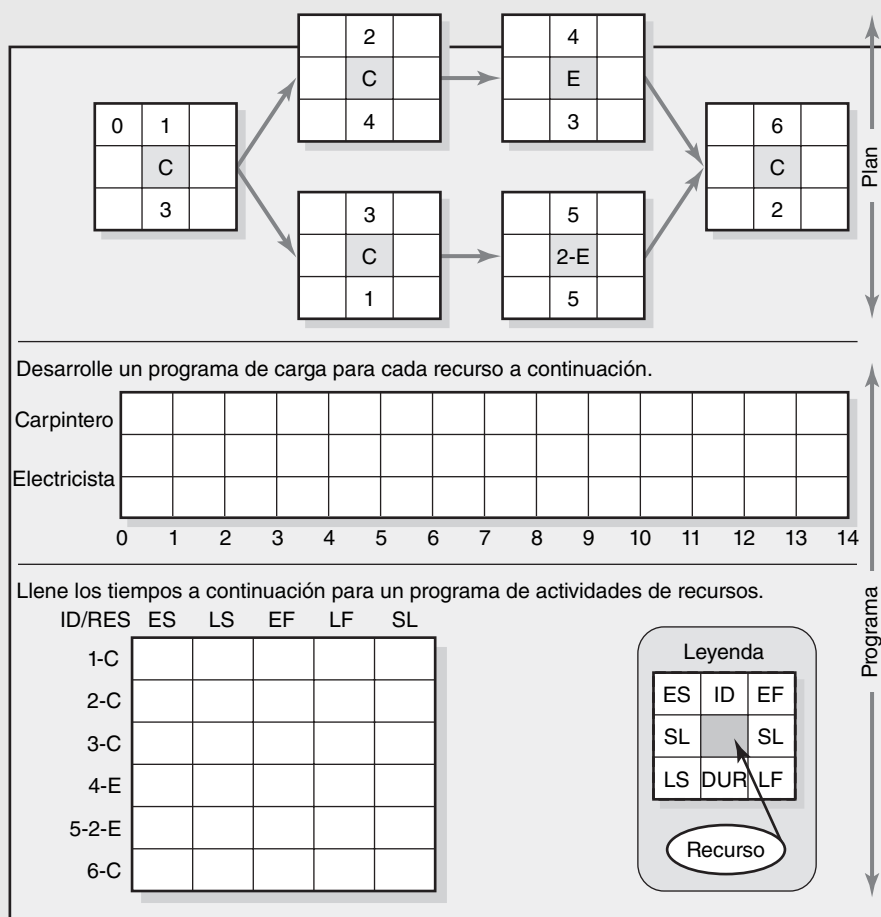 2
C
4
4
E
3
0 1
C
3
6
C
2
3
C
1
5
2-E
5
Plan
Desarrolle un programa de carga para cada recurso a continuación.
Carpintero
Electricista
0 1 2 3 4 5 6 7 8 9 10 11 12 13 14
Llene los tiempos a continuación para un programa de actividades de recursos.
ID/RES ES LS EF LF SL
1-C
2-C
3-C
4-E
5-2-E
6-C
Leyenda
ES ID EF
SL SL
LS DUR LF
Recurso
Programa